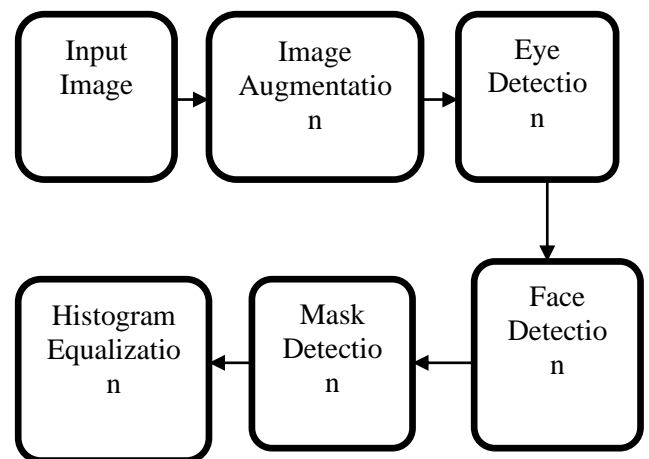 Input
Image
Image
Augmentatio
n
Eye
Detectio
n
Face
Detectio
n
Mask
Detectio
n
Histogram
Equalizatio
n